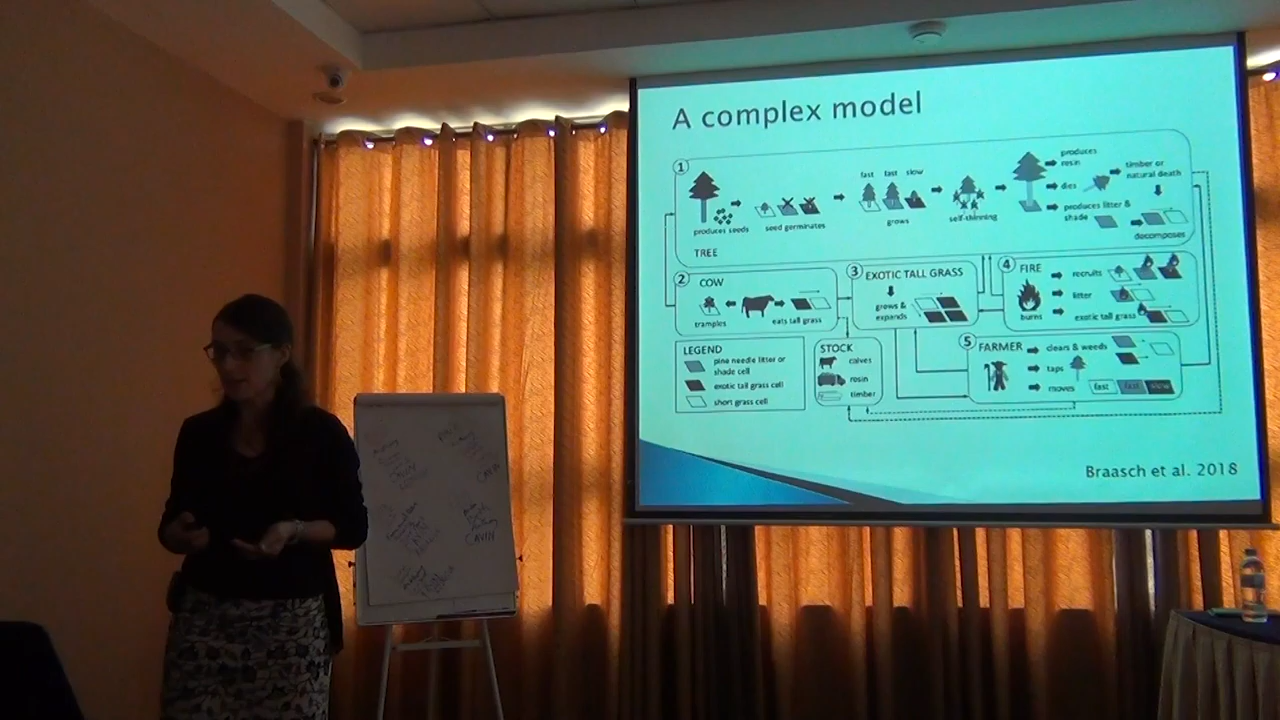 A complex model
1
produces seeds
seed germinates
fast fast slow
grows
self-thinning
produces
resin
dies
timber or
natural death
produces litter &
shade
decomposes
TREE
2 COW
tramples
eats tall grass
3 EXOTIC TALL GRASS
grows &
expands
4 FIRE
burns
recruits
litter
exotic tall grass
LEGEND
pine needle litter or
shade cell
exotic tall grass cell
short grass cell
STOCK
calves
rosin
timber
5 FARMER
clears & weeds
taps
moves
fast fast slow
Braasch et al. 2018